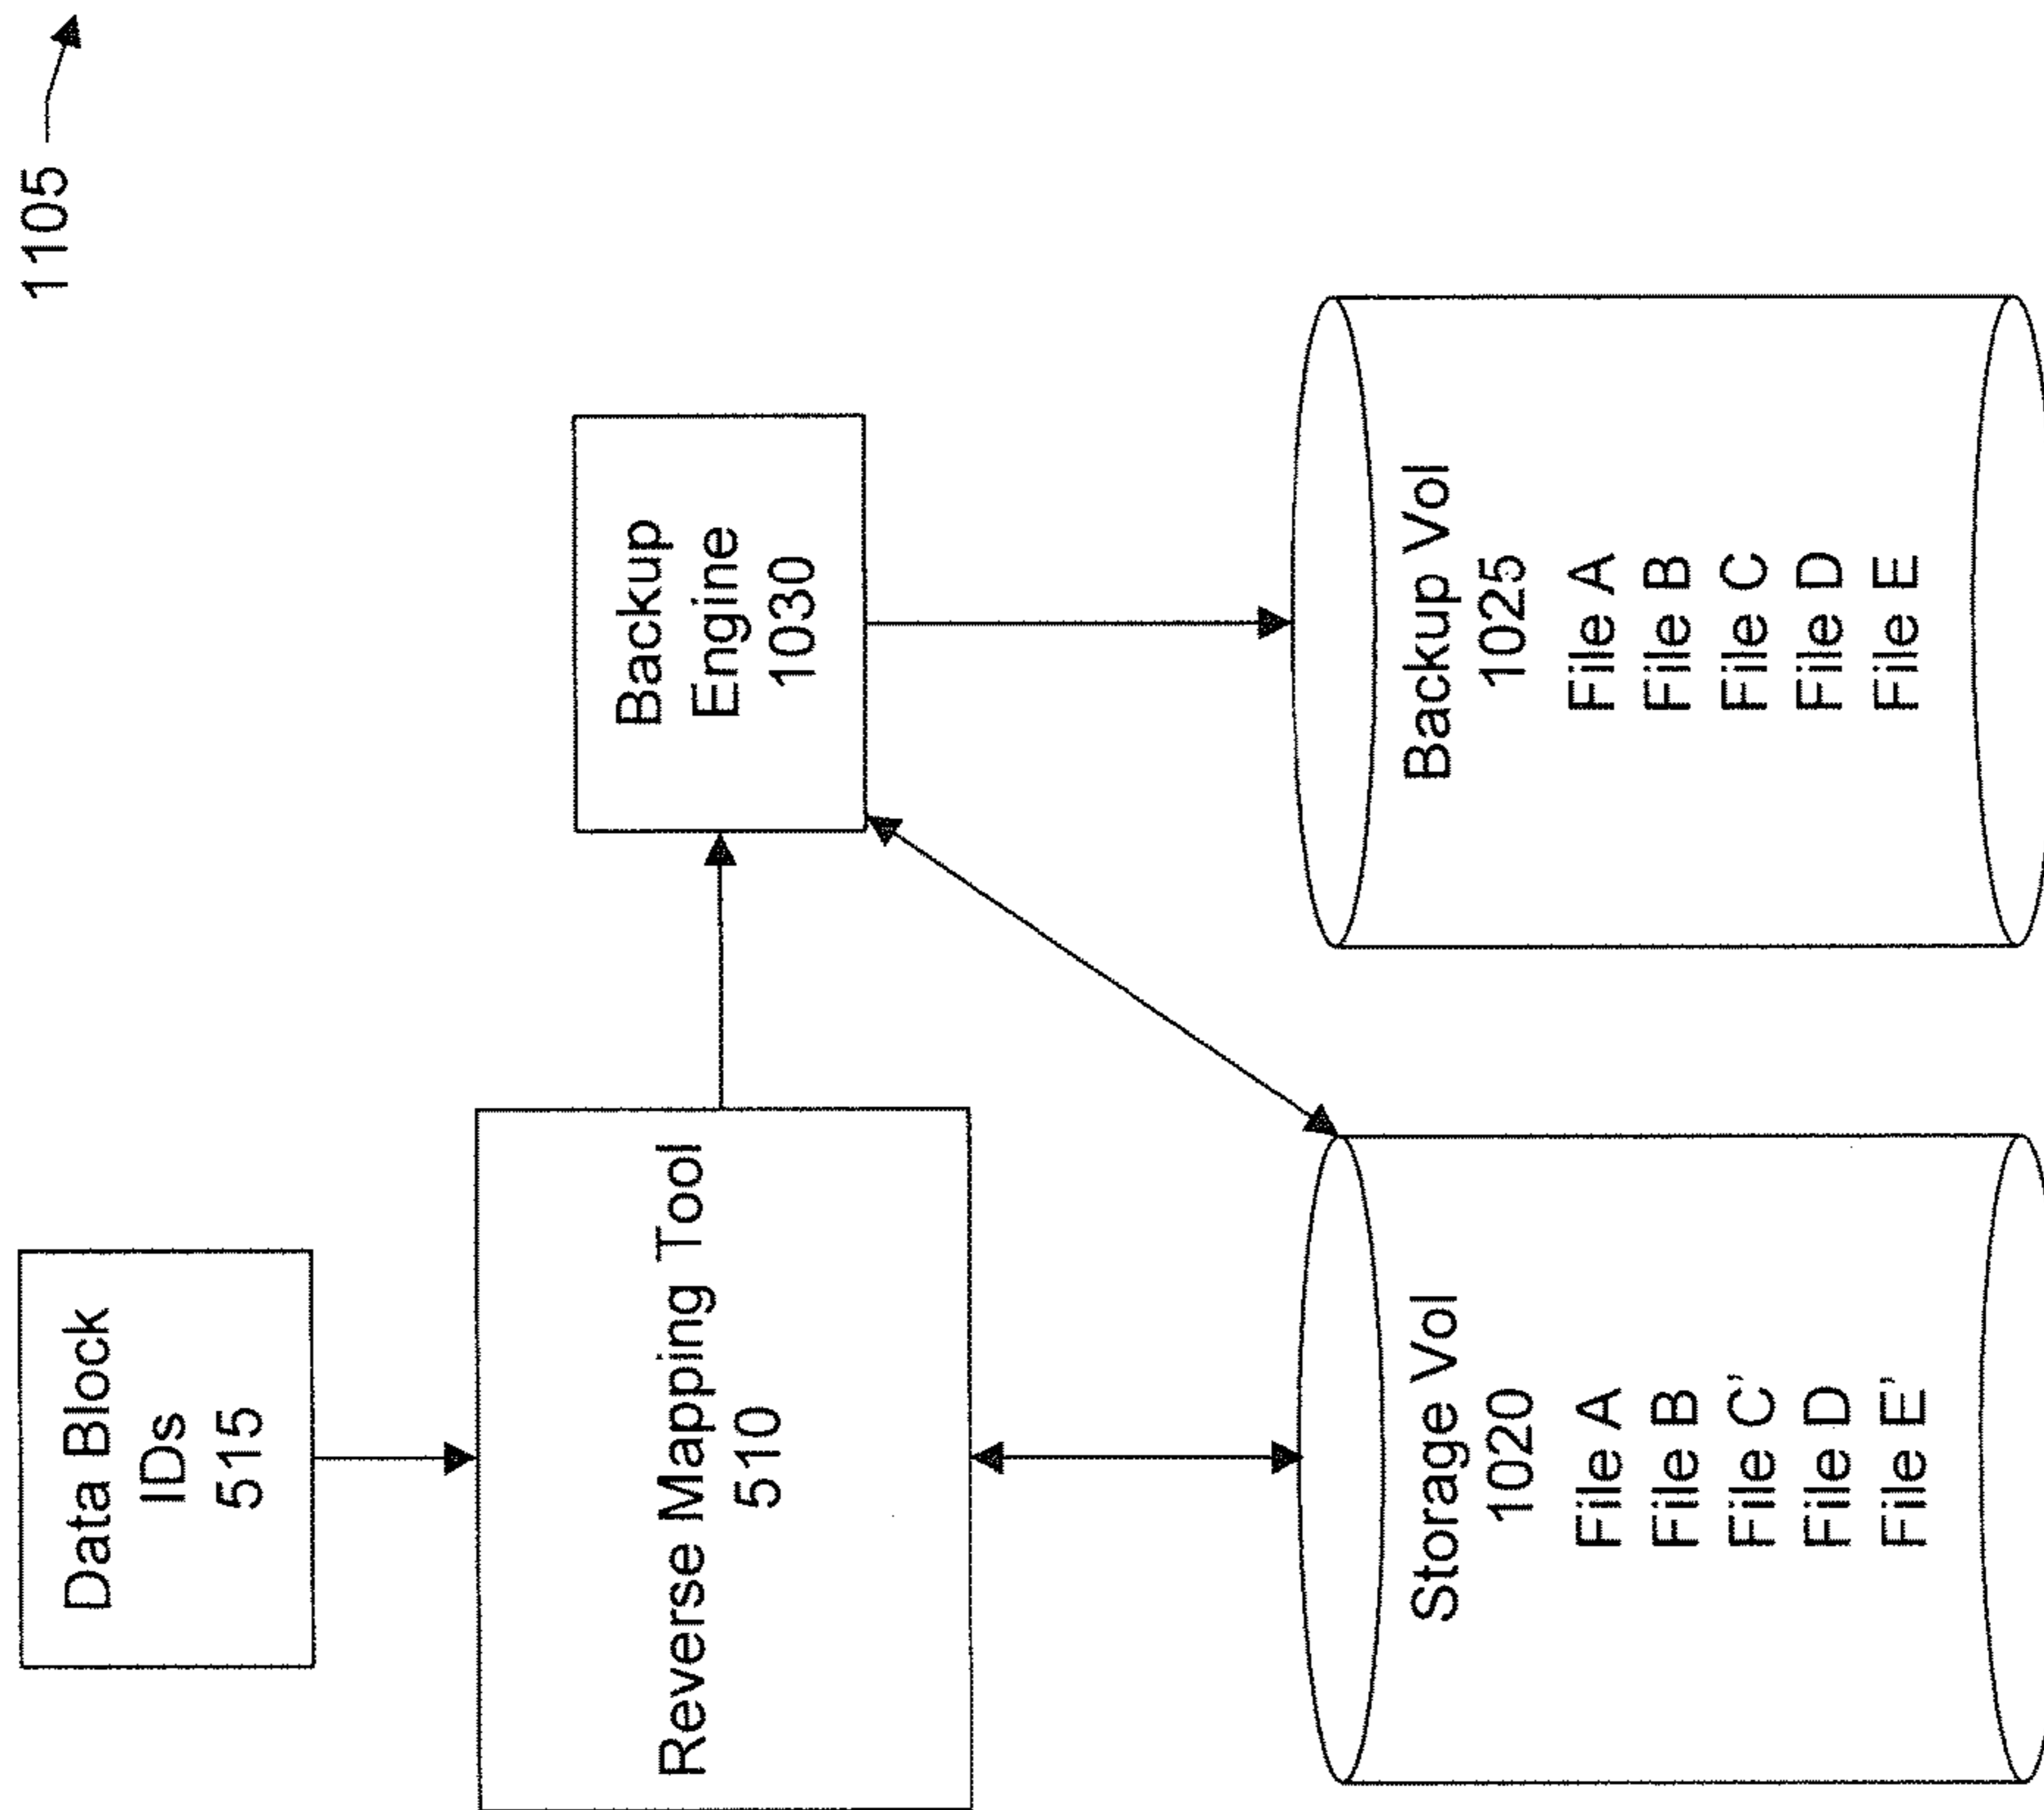 1105
Data Block
IDs
515
Reverse Mapping Tool
510
Backup
Engine
1030
Storage Vol
1020
File A
File B
File C'
File D
File E'
Backup Vol
1025
File A
File B
File C
File D
File E